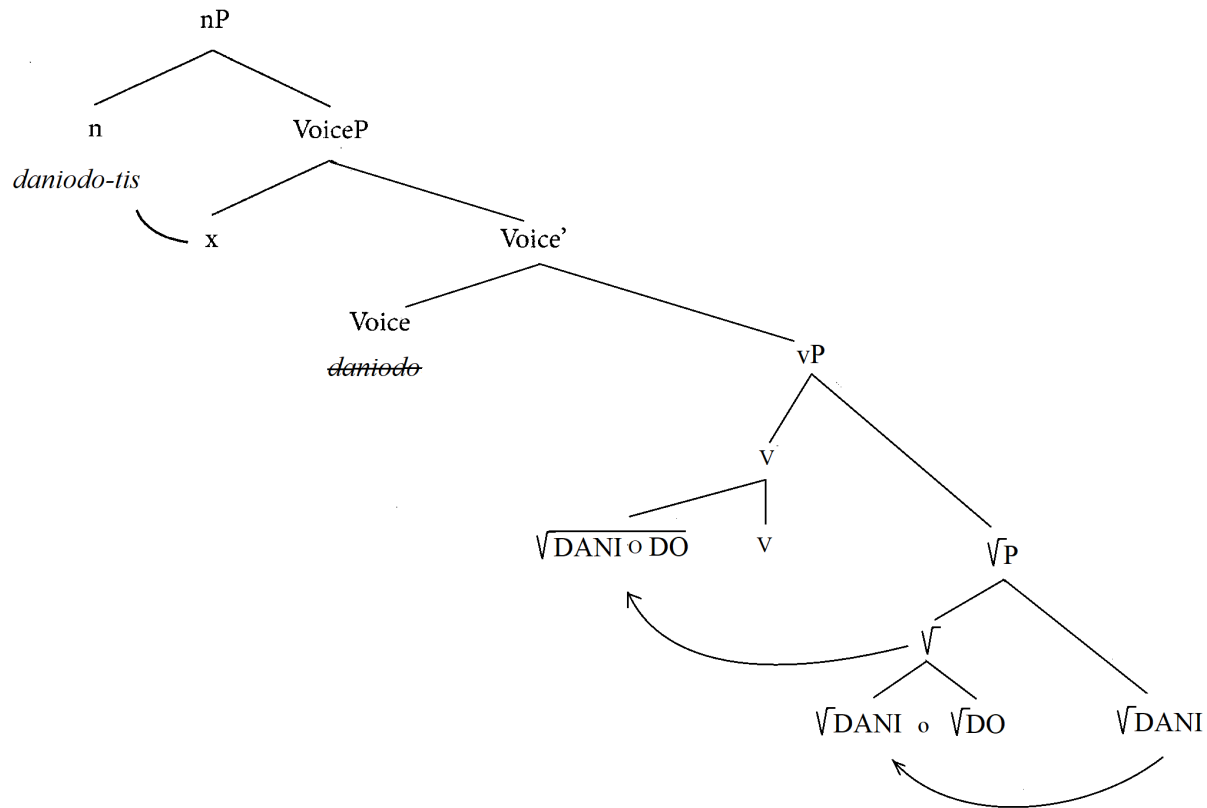 nP
n VoiceP
daniodo-tis
x Voice’
Voice vP
daniodo
v
√DANI O DO v √P
√
√DANI o √DO √DANI